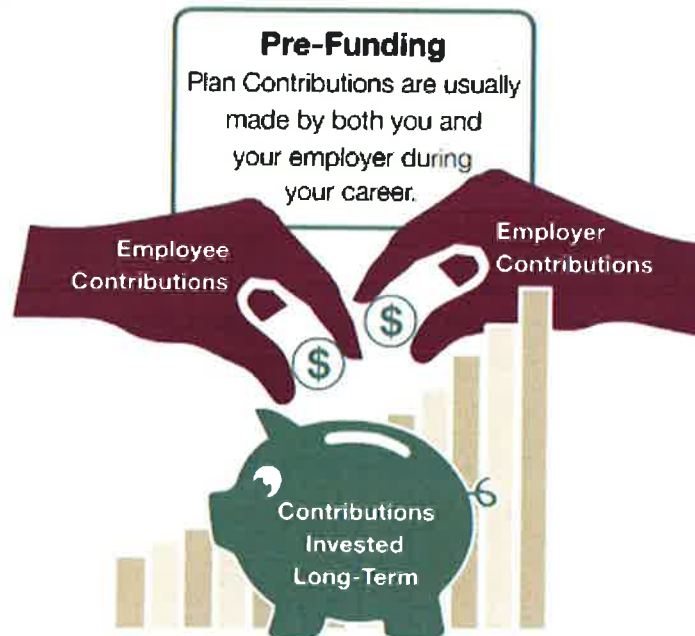 Pre-Funding
Plan Contributions are usually
made by both you and
your employer during
your career.
Employee
Contributions
Employer
Contributions
$
$
Contributions
Invested
Long-Term